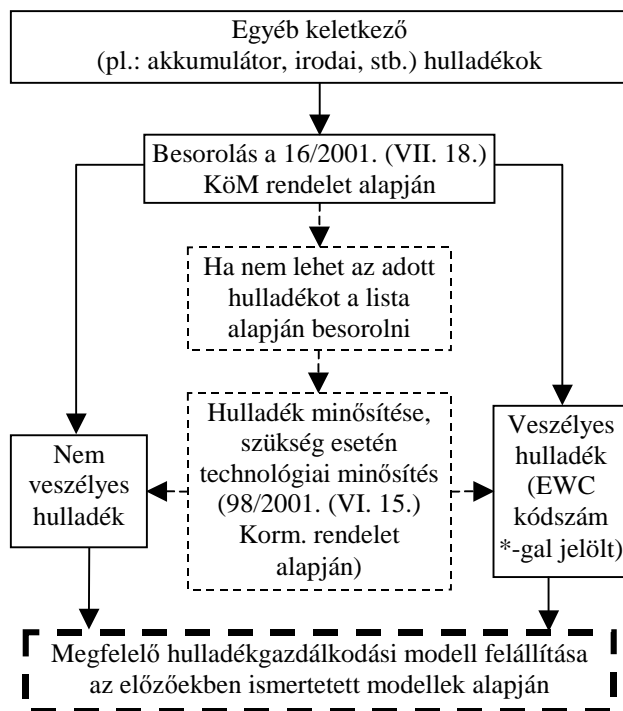 Egyéb keletkező
(pl.: akkumulátor, irodai, stb.) hulladékok
Besorolás a 16/2001. (VII. 18.)
KöM rendelet alapján
Ha nem lehet az adott
hulladékot a lista
alapján besorolni
Hulladék minősítése,
szükség esetén
technológiai minősítés
(98/2001. (VI. 15.)
Korm. rendelet
alapján)
Nem
veszélyes
hulladék
Veszélyes
hulladék
(EWC
kódszám
*-gal jelölt)
Megfelelő hulladékgazdálkodási modell felállítása
az előzőekben ismertetett modellek alapján